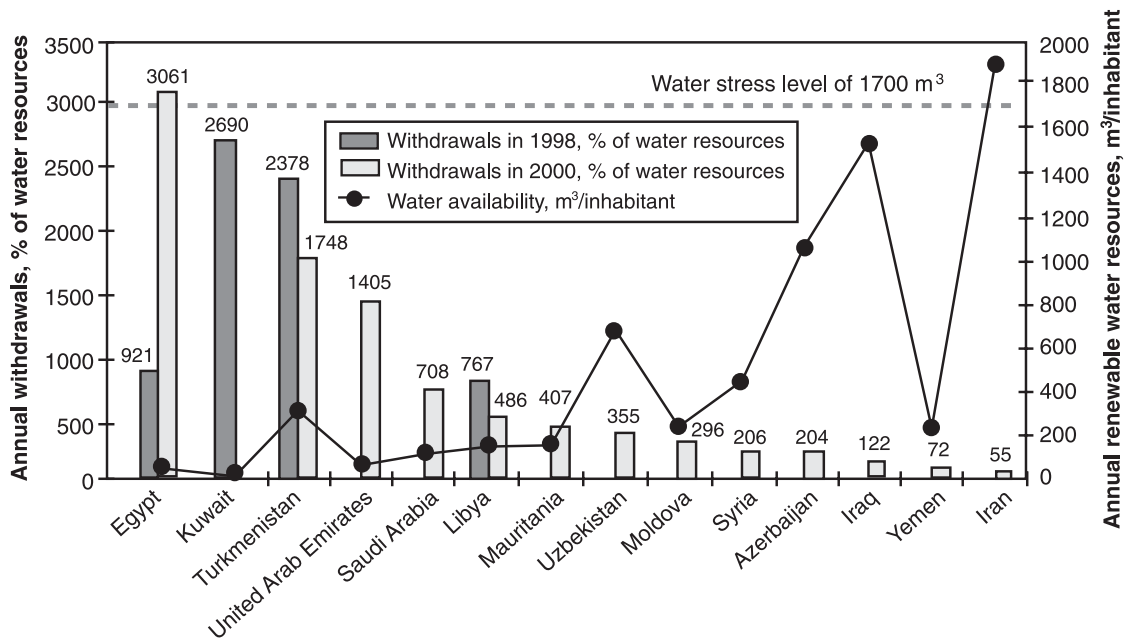 Annual withdrawals, % of water resources
3500
3000
2500
2000
1500
1000
500
0
3061
2690
2378
1748
1405
921
708
767
486
407
355
296
206
204
122
72
55
Water stress level of 1700 m³
Withdrawals in 1998, % of water resources
Withdrawals in 2000, % of water resources
Water availability, m³/inhabitant
2000
1800
1600
1400
1200
1000
800
600
400
200
0
Annual renewable water resources, m³/inhabitant
Egypt
Kuwait
Turkmenistan
United Arab Emirates
Saudi Arabia
Libya
Mauritania
Uzbekistan
Moldova
Syria
Azerbaijan
Iraq
Yemen
Iran